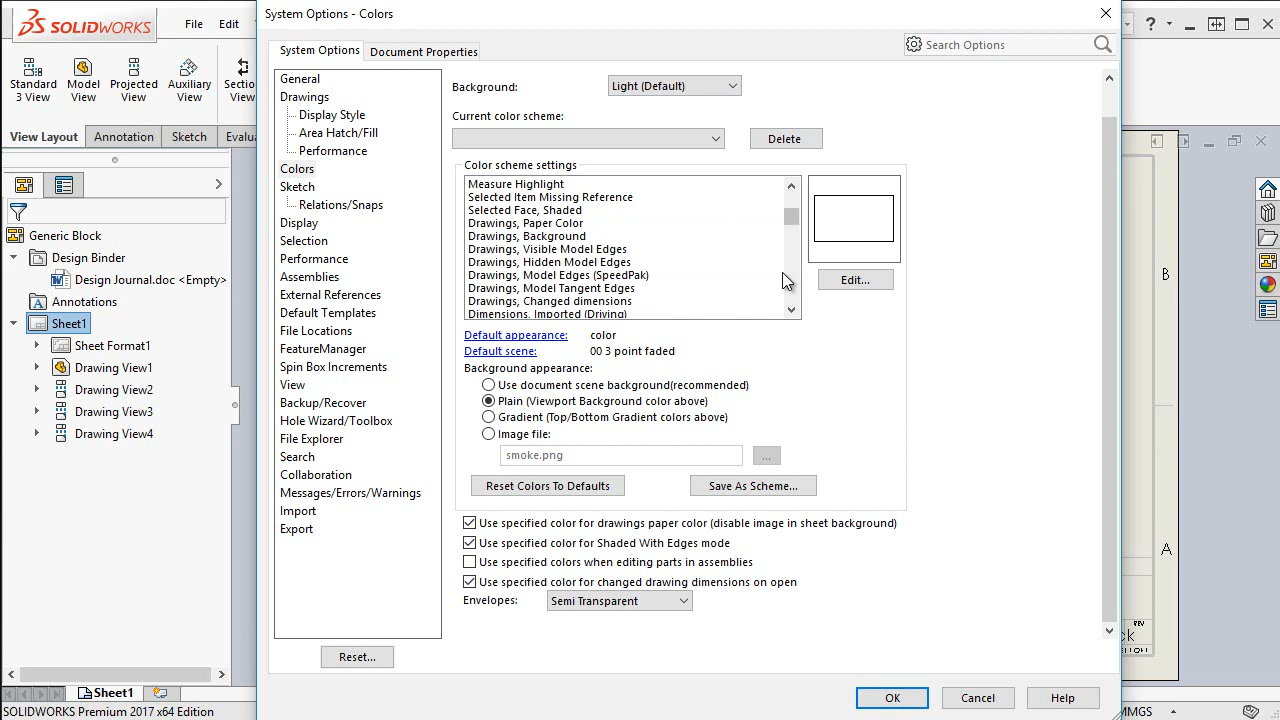 SOLIDWORKS
File
Edit
System Options - Colors
?
System Options
Document Properties
Search Options
Standard
3 View
Model
View
Projected
View
Auxiliary
View
Section
View
View Layout
Annotation
Sketch
Evalu
Generic Block
Design Binder
Design Journal.doc <Empty>
Annotations
Sheet1
Sheet Format1
Drawing View1
Drawing View2
Drawing View3
Drawing View4
General
Drawings
Display Style
Area Hatch/Fill
Performance
Colors
Sketch
Relations/Snaps
Display
Selection
Performance
Assemblies
External References
Default Templates
File Locations
FeatureManager
Spin Box Increments
View
Backup/Recover
Hole Wizard/Toolbox
File Explorer
Search
Collaboration
Messages/Errors/Warnings
Import
Export
Reset...
Background:
Light (Default)
Current color scheme:
Delete
Color scheme settings
Measure Highlight
Selected Item Missing Reference
Selected Face, Shaded
Drawings, Paper Color
Drawings, Background
Drawings, Visible Model Edges
Drawings, Hidden Model Edges
Drawings, Model Edges (SpeedPak)
Drawings, Model Tangent Edges
Drawings, Changed dimensions
Dimensions, Imported (Driving)
Edit...
Default appearance:
color
Default scene:
00 3 point faded
Background appearance:
Use document scene background(recommended)
Plain (Viewport Background color above)
Gradient (Top/Bottom Gradient colors above)
Image file:
smoke.png
...
Reset Colors To Defaults
Save As Scheme...
Use specified color for drawings paper color (disable image in sheet background)
Use specified color for Shaded With Edges mode
Use specified colors when editing parts in assemblies
Use specified color for changed drawing dimensions on open
Envelopes:
Semi Transparent
OK
Cancel
Help
B
A
REV
ck
Sheet1
SOLIDWORKS Premium 2017 x64 Edition
MMGS